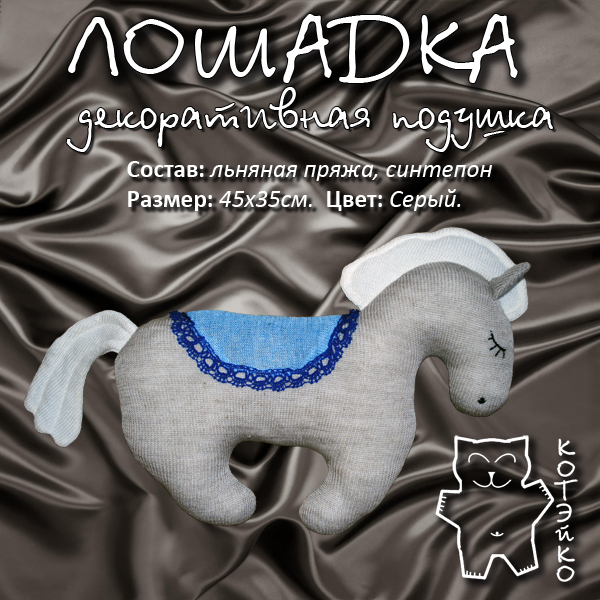 ЛОШАДКА
декоративная подушка
Состав: льняная пряжа, синтепон
Размер: 45х35см. Цвет: Серый.
КОТЭЙКО